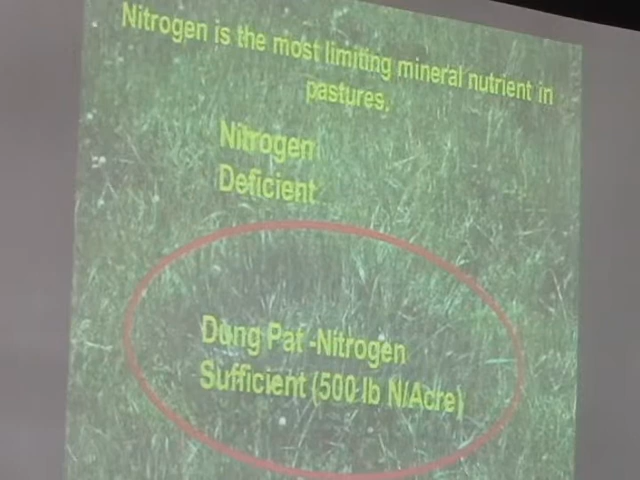 Nitrogen is the most limiting mineral nutrient in
pastures.
Nitrogen
Deficient
Dung Pat -Nitrogen
Sufficient (500 lb N/Acre)